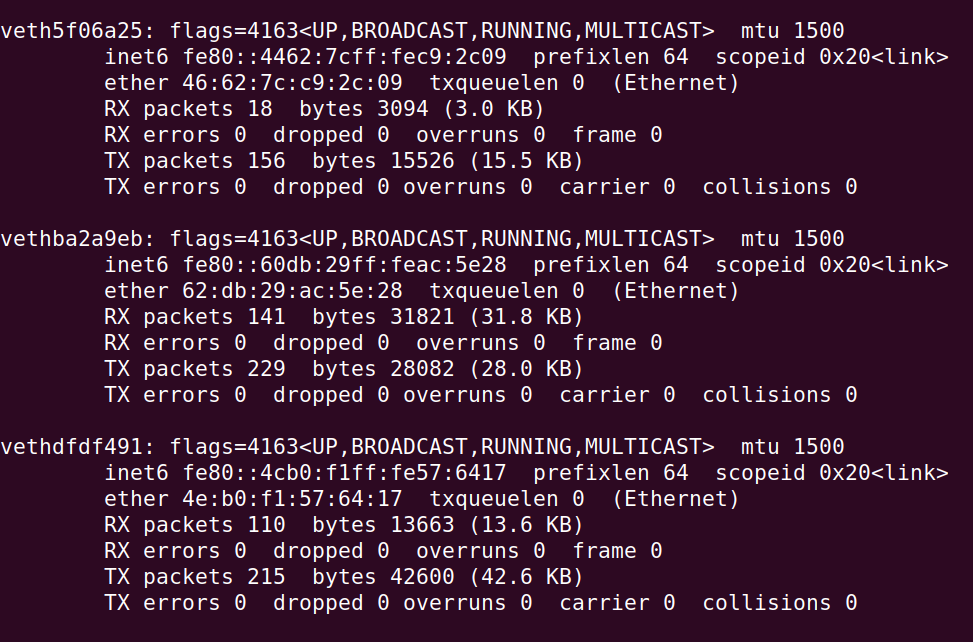 veth5f06a25: flags=4163<UP,BROADCAST,RUNNING,MULTICAST>  mtu 1500
        inet6 fe80::4462:7cff:fec9:2c09  prefixlen 64  scopeid 0x20<link>
        ether 46:62:7c:c9:2c:09  txqueuelen 0  (Ethernet)
        RX packets 18  bytes 3094 (3.0 KB)
        RX errors 0  dropped 0  overruns 0  frame 0
        TX packets 156  bytes 15526 (15.5 KB)
        TX errors 0  dropped 0 overruns 0  carrier 0  collisions 0

vethba2a9eb: flags=4163<UP,BROADCAST,RUNNING,MULTICAST>  mtu 1500
        inet6 fe80::60db:29ff:feac:5e28  prefixlen 64  scopeid 0x20<link>
        ether 62:db:29:ac:5e:28  txqueuelen 0  (Ethernet)
        RX packets 141  bytes 31821 (31.8 KB)
        RX errors 0  dropped 0  overruns 0  frame 0
        TX packets 229  bytes 28082 (28.0 KB)
        TX errors 0  dropped 0 overruns 0  carrier 0  collisions 0

vethdfdf491: flags=4163<UP,BROADCAST,RUNNING,MULTICAST>  mtu 1500
        inet6 fe80::4cb0:f1ff:fe57:6417  prefixlen 64  scopeid 0x20<link>
        ether 4e:b0:f1:57:64:17  txqueuelen 0  (Ethernet)
        RX packets 110  bytes 13663 (13.6 KB)
        RX errors 0  dropped 0  overruns 0  frame 0
        TX packets 215  bytes 42600 (42.6 KB)
        TX errors 0  dropped 0 overruns 0  carrier 0  collisions 0